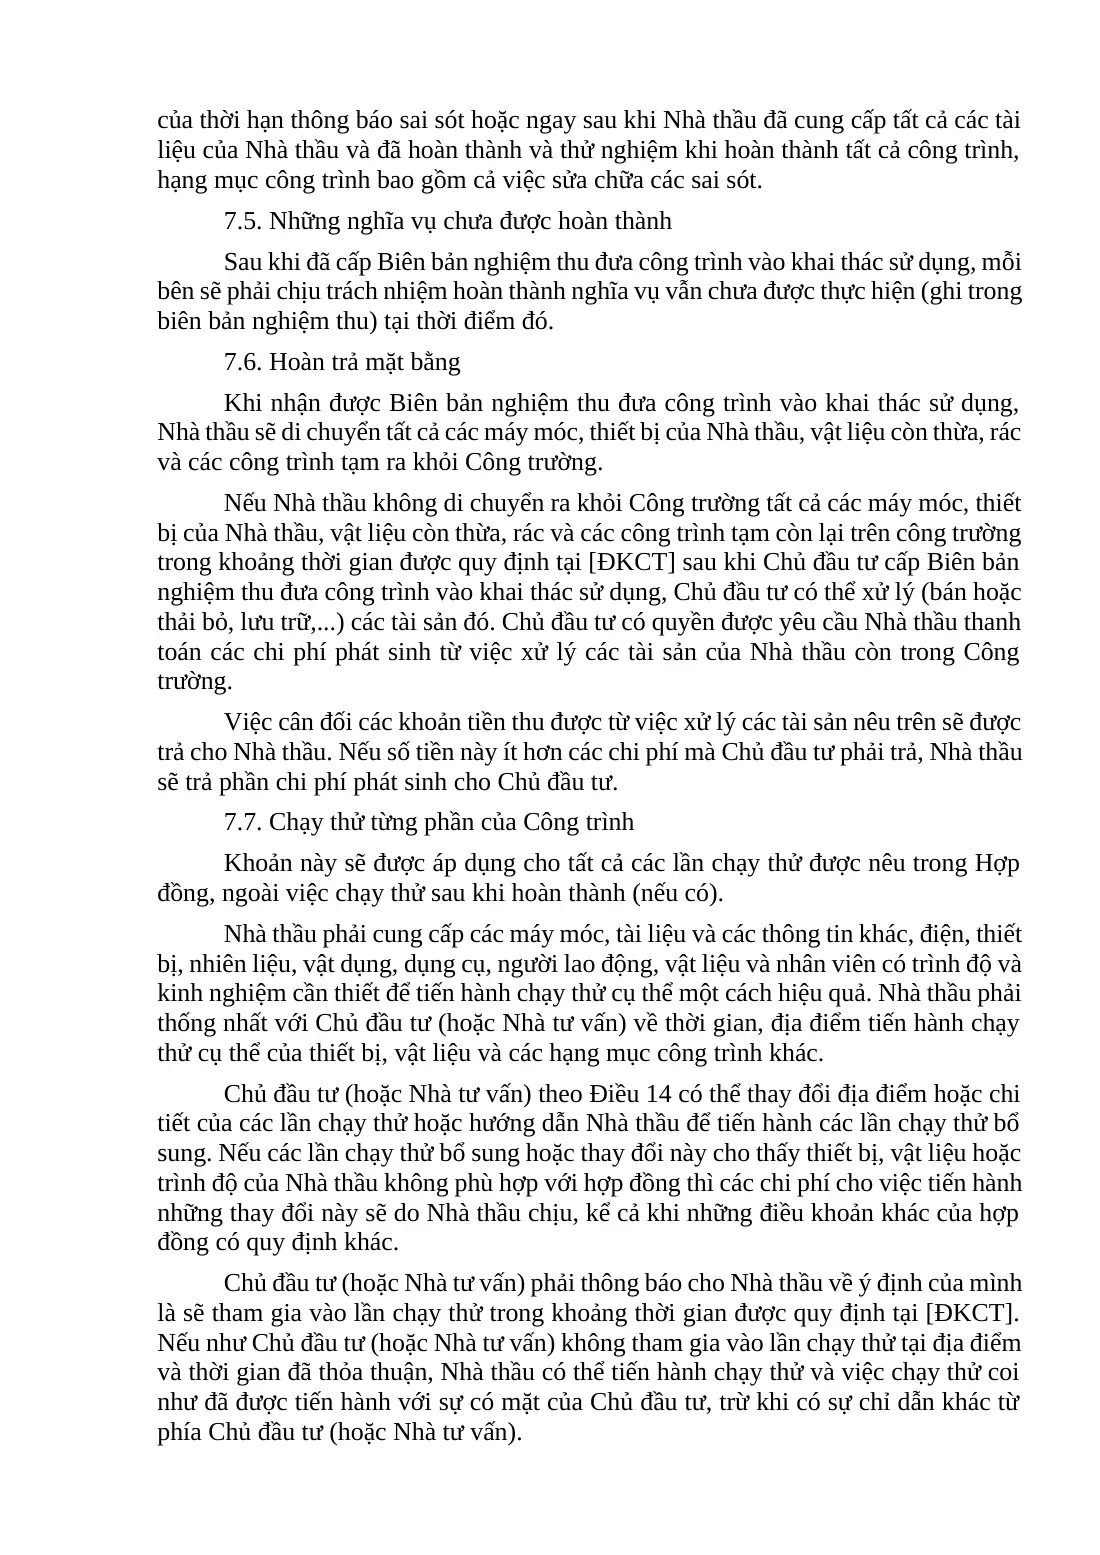 của thời hạn thông báo sai sót hoặc ngay sau khi Nhà thầu đã cung cấp tất cả các tài
liệu của Nhà thầu và đã hoàn thành và thử nghiệm khi hoàn thành tất cả công trình,
hạng mục công trình bao gồm cả việc sửa chữa các sai sót.
7.5. Những nghĩa vụ chưa được hoàn thành
Sau khi đã cấp Biên bản nghiệm thu đưa công trình vào khai thác sử dụng, mỗi
bên sẽ phải chịu trách nhiệm hoàn thành nghĩa vụ vẫn chưa được thực hiện (ghi trong
biên bản nghiệm thu) tại thời điểm đó.
7.6. Hoàn trả mặt bằng
Khi nhận được Biên bản nghiệm thu đưa công trình vào khai thác sử dụng,
Nhà thầu sẽ di chuyển tất cả các máy móc, thiết bị của Nhà thầu, vật liệu còn thừa, rác
và các công trình tạm ra khỏi Công trường.
Nếu Nhà thầu không di chuyển ra khỏi Công trường tất cả các máy móc, thiết
bị của Nhà thầu, vật liệu còn thừa, rác và các công trình tạm còn lại trên công trường
trong khoảng thời gian được quy định tại [ĐKCT] sau khi Chủ đầu tư cấp Biên bản
nghiệm thu đưa công trình vào khai thác sử dụng, Chủ đầu tư có thể xử lý (bán hoặc
thải bỏ, lưu trữ,...) các tài sản đó. Chủ đầu tư có quyền được yêu cầu Nhà thầu thanh
toán các chi phí phát sinh từ việc xử lý các tài sản của Nhà thầu còn trong Công
trường.
Việc cân đối các khoản tiền thu được từ việc xử lý các tài sản nêu trên sẽ được
trả cho Nhà thầu. Nếu số tiền này ít hơn các chi phí mà Chủ đầu tư phải trả, Nhà thầu
sẽ trả phần chi phí phát sinh cho Chủ đầu tư.
7.7. Chạy thử từng phần của Công trình
Khoản này sẽ được áp dụng cho tất cả các lần chạy thử được nêu trong Hợp
đồng, ngoài việc chạy thử sau khi hoàn thành (nếu có).
Nhà thầu phải cung cấp các máy móc, tài liệu và các thông tin khác, điện, thiết
bị, nhiên liệu, vật dụng, dụng cụ, người lao động, vật liệu và nhân viên có trình độ và
kinh nghiệm cần thiết để tiến hành chạy thử cụ thể một cách hiệu quả. Nhà thầu phải
thống nhất với Chủ đầu tư (hoặc Nhà tư vấn) về thời gian, địa điểm tiến hành chạy
thử cụ thể của thiết bị, vật liệu và các hạng mục công trình khác.
Chủ đầu tư (hoặc Nhà tư vấn) theo Điều 14 có thể thay đổi địa điểm hoặc chi
tiết của các lần chạy thử hoặc hướng dẫn Nhà thầu để tiến hành các lần chạy thử bổ
sung. Nếu các lần chạy thử bổ sung hoặc thay đổi này cho thấy thiết bị, vật liệu hoặc
trình độ của Nhà thầu không phù hợp với hợp đồng thì các chi phí cho việc tiến hành
những thay đổi này sẽ do Nhà thầu chịu, kể cả khi những điều khoản khác của hợp
đồng có quy định khác.
Chủ đầu tư (hoặc Nhà tư vấn) phải thông báo cho Nhà thầu về ý định của mình
là sẽ tham gia vào lần chạy thử trong khoảng thời gian được quy định tại [ĐKCT].
Nếu như Chủ đầu tư (hoặc Nhà tư vấn) không tham gia vào lần chạy thử tại địa điểm
và thời gian đã thỏa thuận, Nhà thầu có thể tiến hành chạy thử và việc chạy thử coi
như đã được tiến hành với sự có mặt của Chủ đầu tư, trừ khi có sự chỉ dẫn khác từ
phía Chủ đầu tư (hoặc Nhà tư vấn).